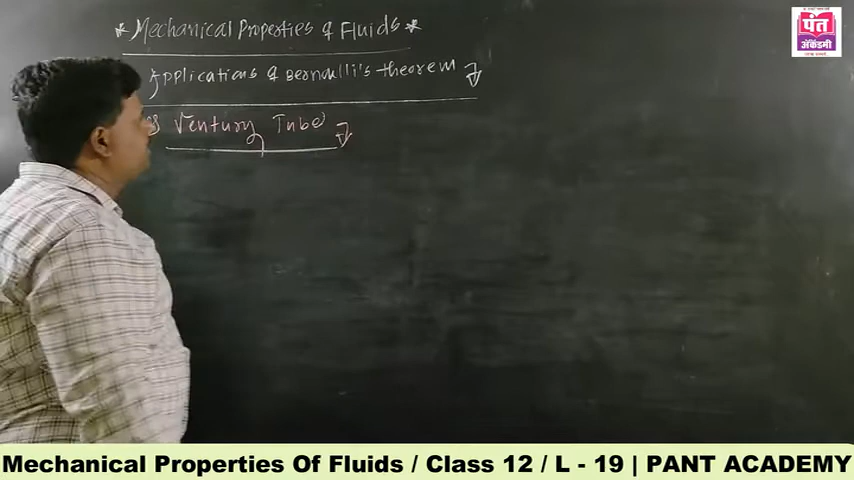 * Mechanical Properties of Fluids *
पंत
अ‍ॅकॅडमी
Applications of Bernoulli's theorem
Ventury Tube
Mechanical Properties Of Fluids / Class 12 / L - 19 | PANT ACADEMY